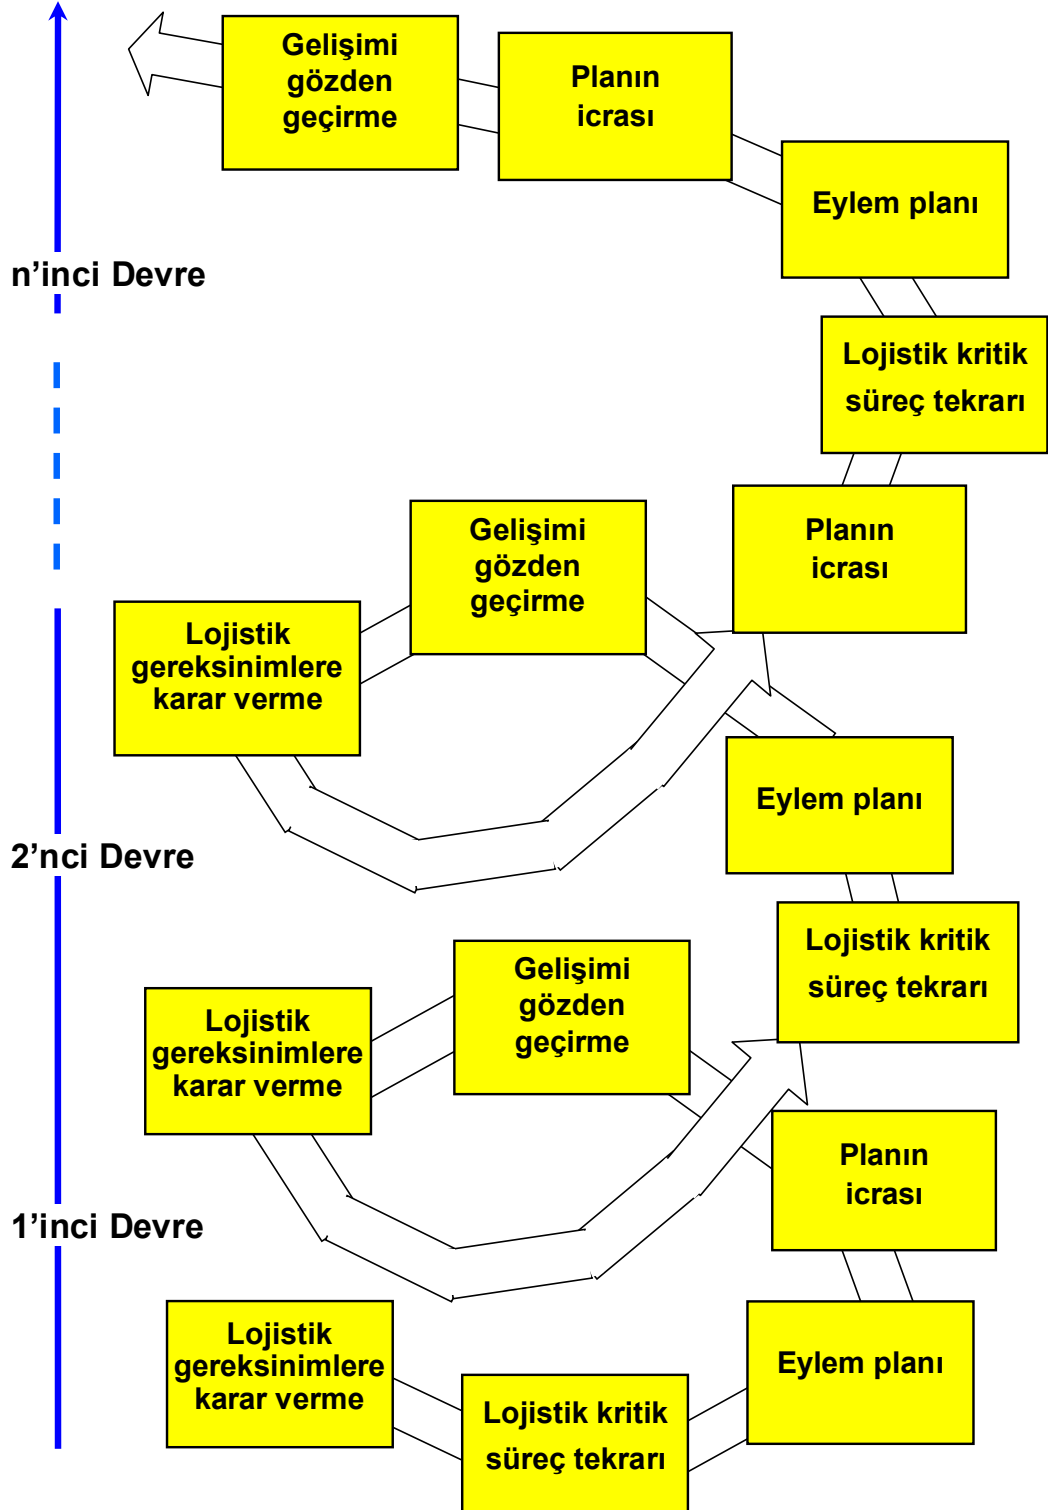 Gelişimi
gözden
geçirme
Planın
icrası
Eylem planı
n’inci Devre
Lojistik kritik
süreç tekrarı
Planın
icrası
Gelişimi
gözden
geçirme
Lojistik
gereksinimlere
karar verme
Eylem planı
2’nci Devre
Lojistik kritik
süreç tekrarı
Gelişimi
gözden
geçirme
Lojistik
gereksinimlere
karar verme
Planın
icrası
1’inci Devre
Lojistik
gereksinimlere
karar verme
Eylem planı
Lojistik kritik
süreç tekrarı